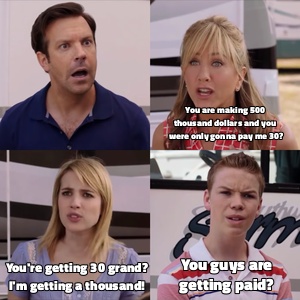 You are making 500
thousand dollars and you
were only gonna pay me 30?
You're getting 30 grand?
I'm getting a thousand!
You guys are
getting paid?